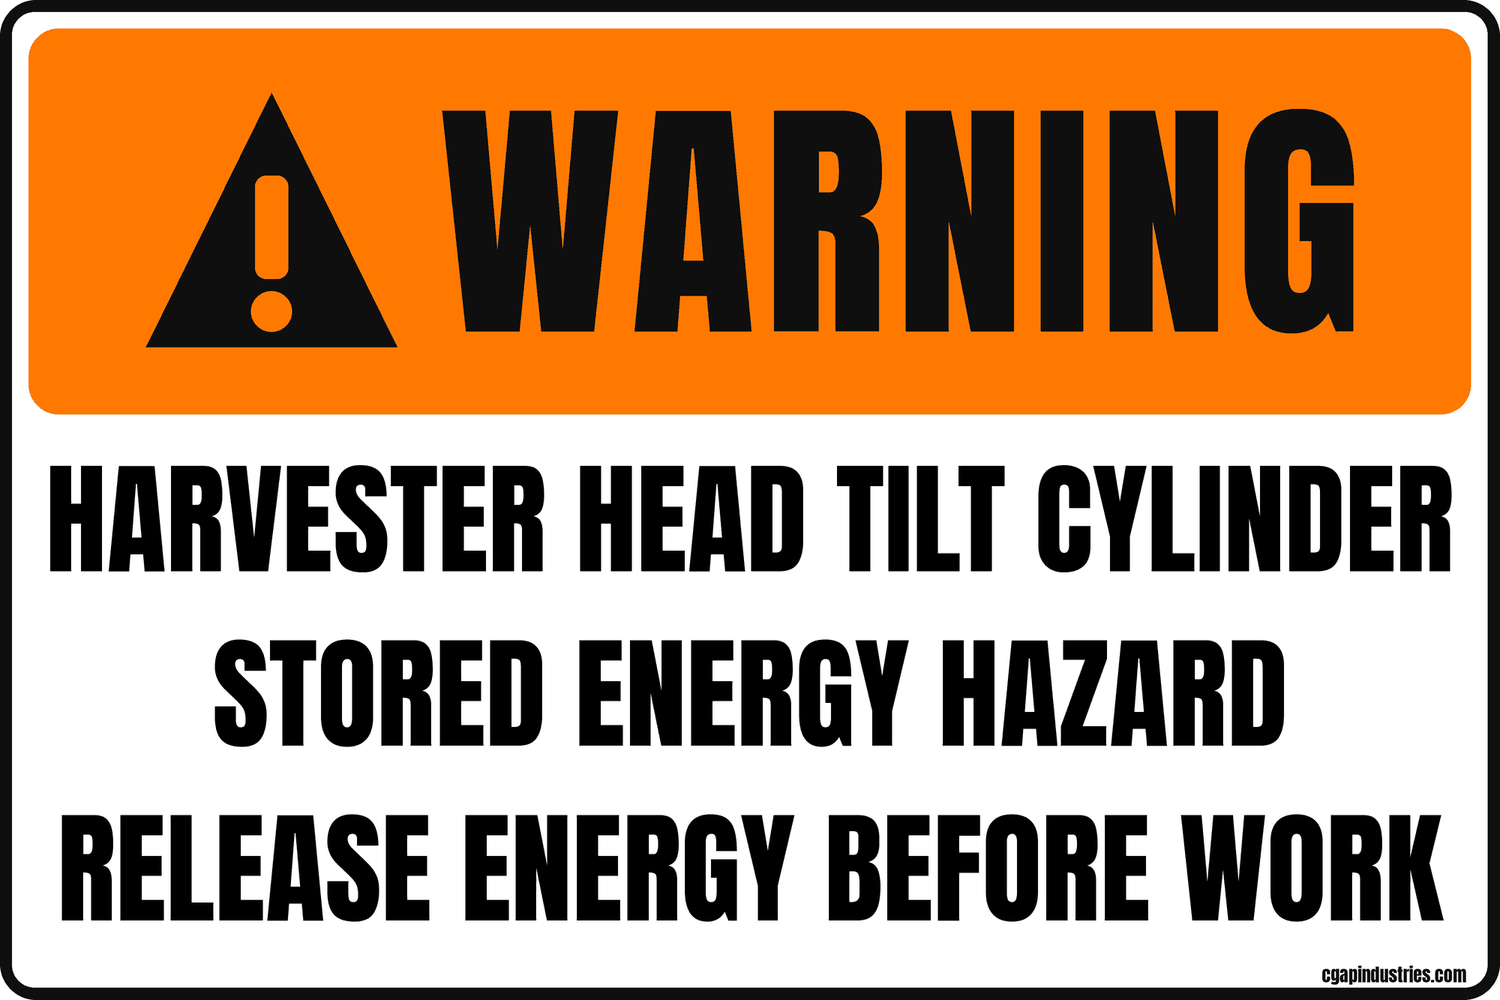 WARNING
HARVESTER HEAD TILT CYLINDER
STORED ENERGY HAZARD
RELEASE ENERGY BEFORE WORK
cgapindustries.com